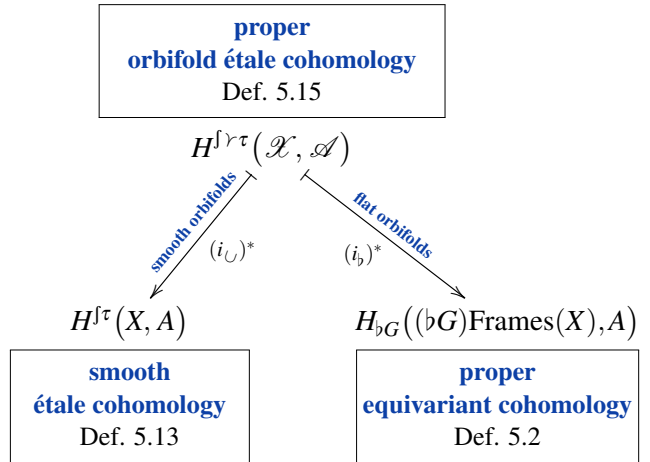 proper
orbifold étale cohomology
Def. 5.15
H^{ʃ⋎τ}(𝒳, 𝒜)
smooth orbifolds
flat orbifolds
(i_∪)*
(i_♭)*
H^{ʃτ}(X, A)
H_{♭G}((♭G)Frames(X), A)
smooth
étale cohomology
Def. 5.13
proper
equivariant cohomology
Def. 5.2